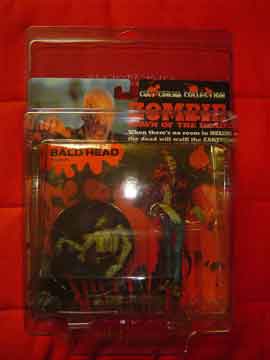 CULT CINEMA COLLECTION
ZOMBIE
DAWN OF THE DEAD
When there's no room in HELL
the dead will walk the EARTH
BALD HEAD